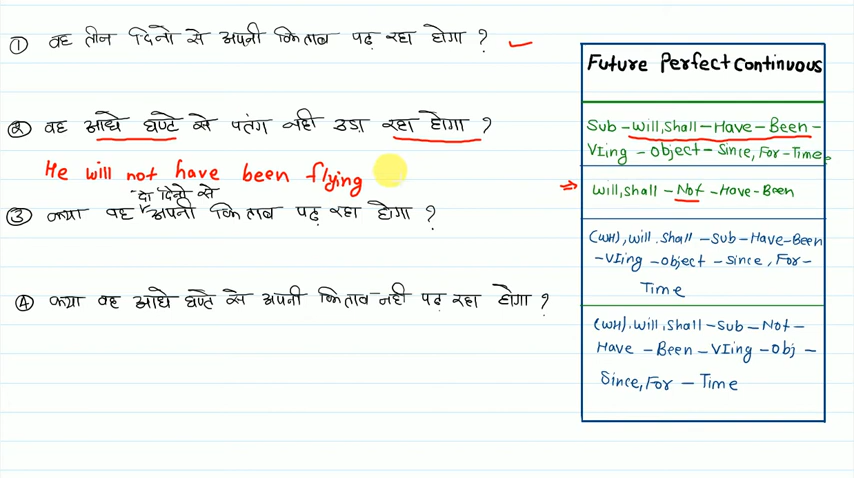 ① वह तीन दिनो से अपनी किताब पढ़ रहा होगा ?
② वह आधे घण्टे से पतंग नही उडा रहा होगा ?
He will not have been flying
दो दिनो से
③ क्या वह अपनी किताब पढ़ रहा होगा ?
④ क्या वह आधे घण्टे से अपनी किताब नही पढ़ रहा होगा ?
Future Perfect Continuous
Sub - Will, Shall - Have - Been -
VIing - Object - Since, For - Time.
Will, Shall - Not - Have - Been
(WH), Will. Shall - Sub - Have - Been
- VIing - Object - Since, For -
Time
(WH). Will, Shall - Sub - Not -
Have - Been - VIing - Obj -
Since, For - Time